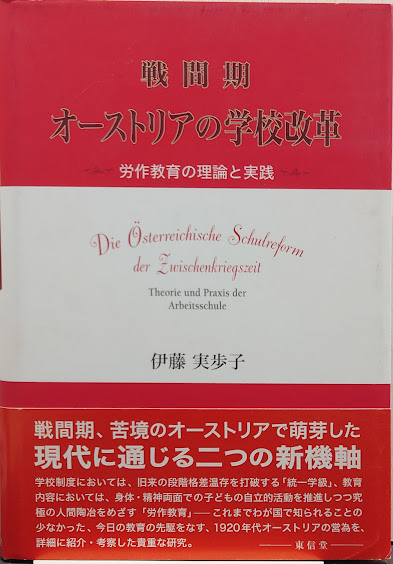 戦間期
オーストリアの学校改革
労作教育の理論と実践
Die Österreichische Schulreform
der Zwischenkriegszeit
Theorie und Praxis der
Arbeitsschule
伊藤 実歩子
戦間期、苦境のオーストリアで萌芽した
現代に通じる二つの新機軸
学校制度においては、旧来の段階格差温存を打破する「統一学級」、教育
内容においては、身体・精神両面での子どもの自立的活動を推進しつつ究
極の人間陶冶をめざす「労作教育」――これまでわが国で知られることの
少なかった、今日の教育の先駆をなす、1920年代オーストリアの営為を、
詳細に紹介・考察した貴重な研究。
―東信堂―